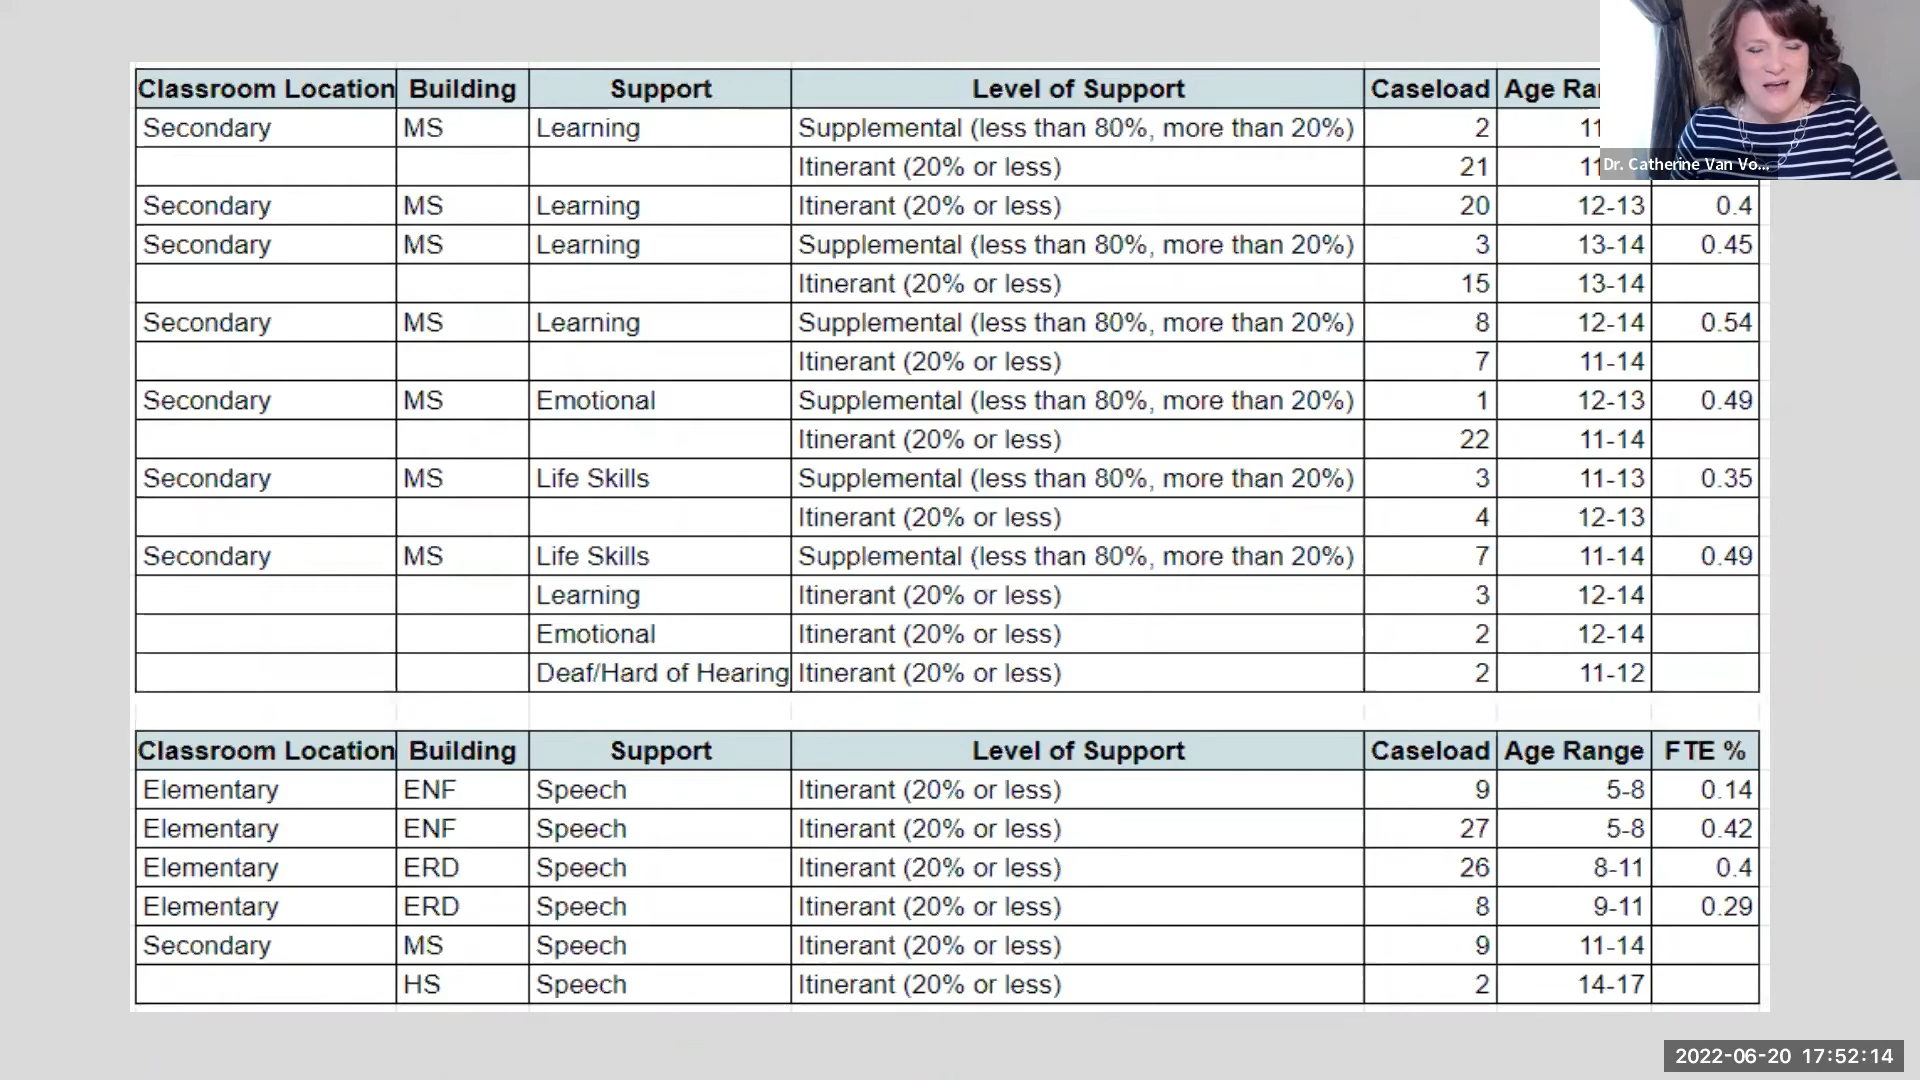 Classroom Location Building Support Level of Support Caseload Age
Secondary MS Learning Supplemental (less than 80%, more than 20%) 2
Itinerant (20% or less) 21
Secondary MS Learning Itinerant (20% or less) 20 12-13 0.4
Secondary MS Learning Supplemental (less than 80%, more than 20%) 3 13-14 0.45
Itinerant (20% or less) 15 13-14
Secondary MS Learning Supplemental (less than 80%, more than 20%) 8 12-14 0.54
Itinerant (20% or less) 7 11-14
Secondary MS Emotional Supplemental (less than 80%, more than 20%) 1 12-13 0.49
Itinerant (20% or less) 22 11-14
Secondary MS Life Skills Supplemental (less than 80%, more than 20%) 3 11-13 0.35
Itinerant (20% or less) 4 12-13
Secondary MS Life Skills Supplemental (less than 80%, more than 20%) 7 11-14 0.49
Learning Itinerant (20% or less) 3 12-14
Emotional Itinerant (20% or less) 2 12-14
Deaf/Hard of Hearing Itinerant (20% or less) 2 11-12
Classroom Location Building Support Level of Support Caseload Age Range FTE %
Elementary ENF Speech Itinerant (20% or less) 9 5-8 0.14
Elementary ENF Speech Itinerant (20% or less) 27 5-8 0.42
Elementary ERD Speech Itinerant (20% or less) 26 8-11 0.4
Elementary ERD Speech Itinerant (20% or less) 8 9-11 0.29
Secondary MS Speech Itinerant (20% or less) 9 11-14
HS Speech Itinerant (20% or less) 2 14-17
Dr. Catherine Van Vo...
2022-06-20 17:52:14